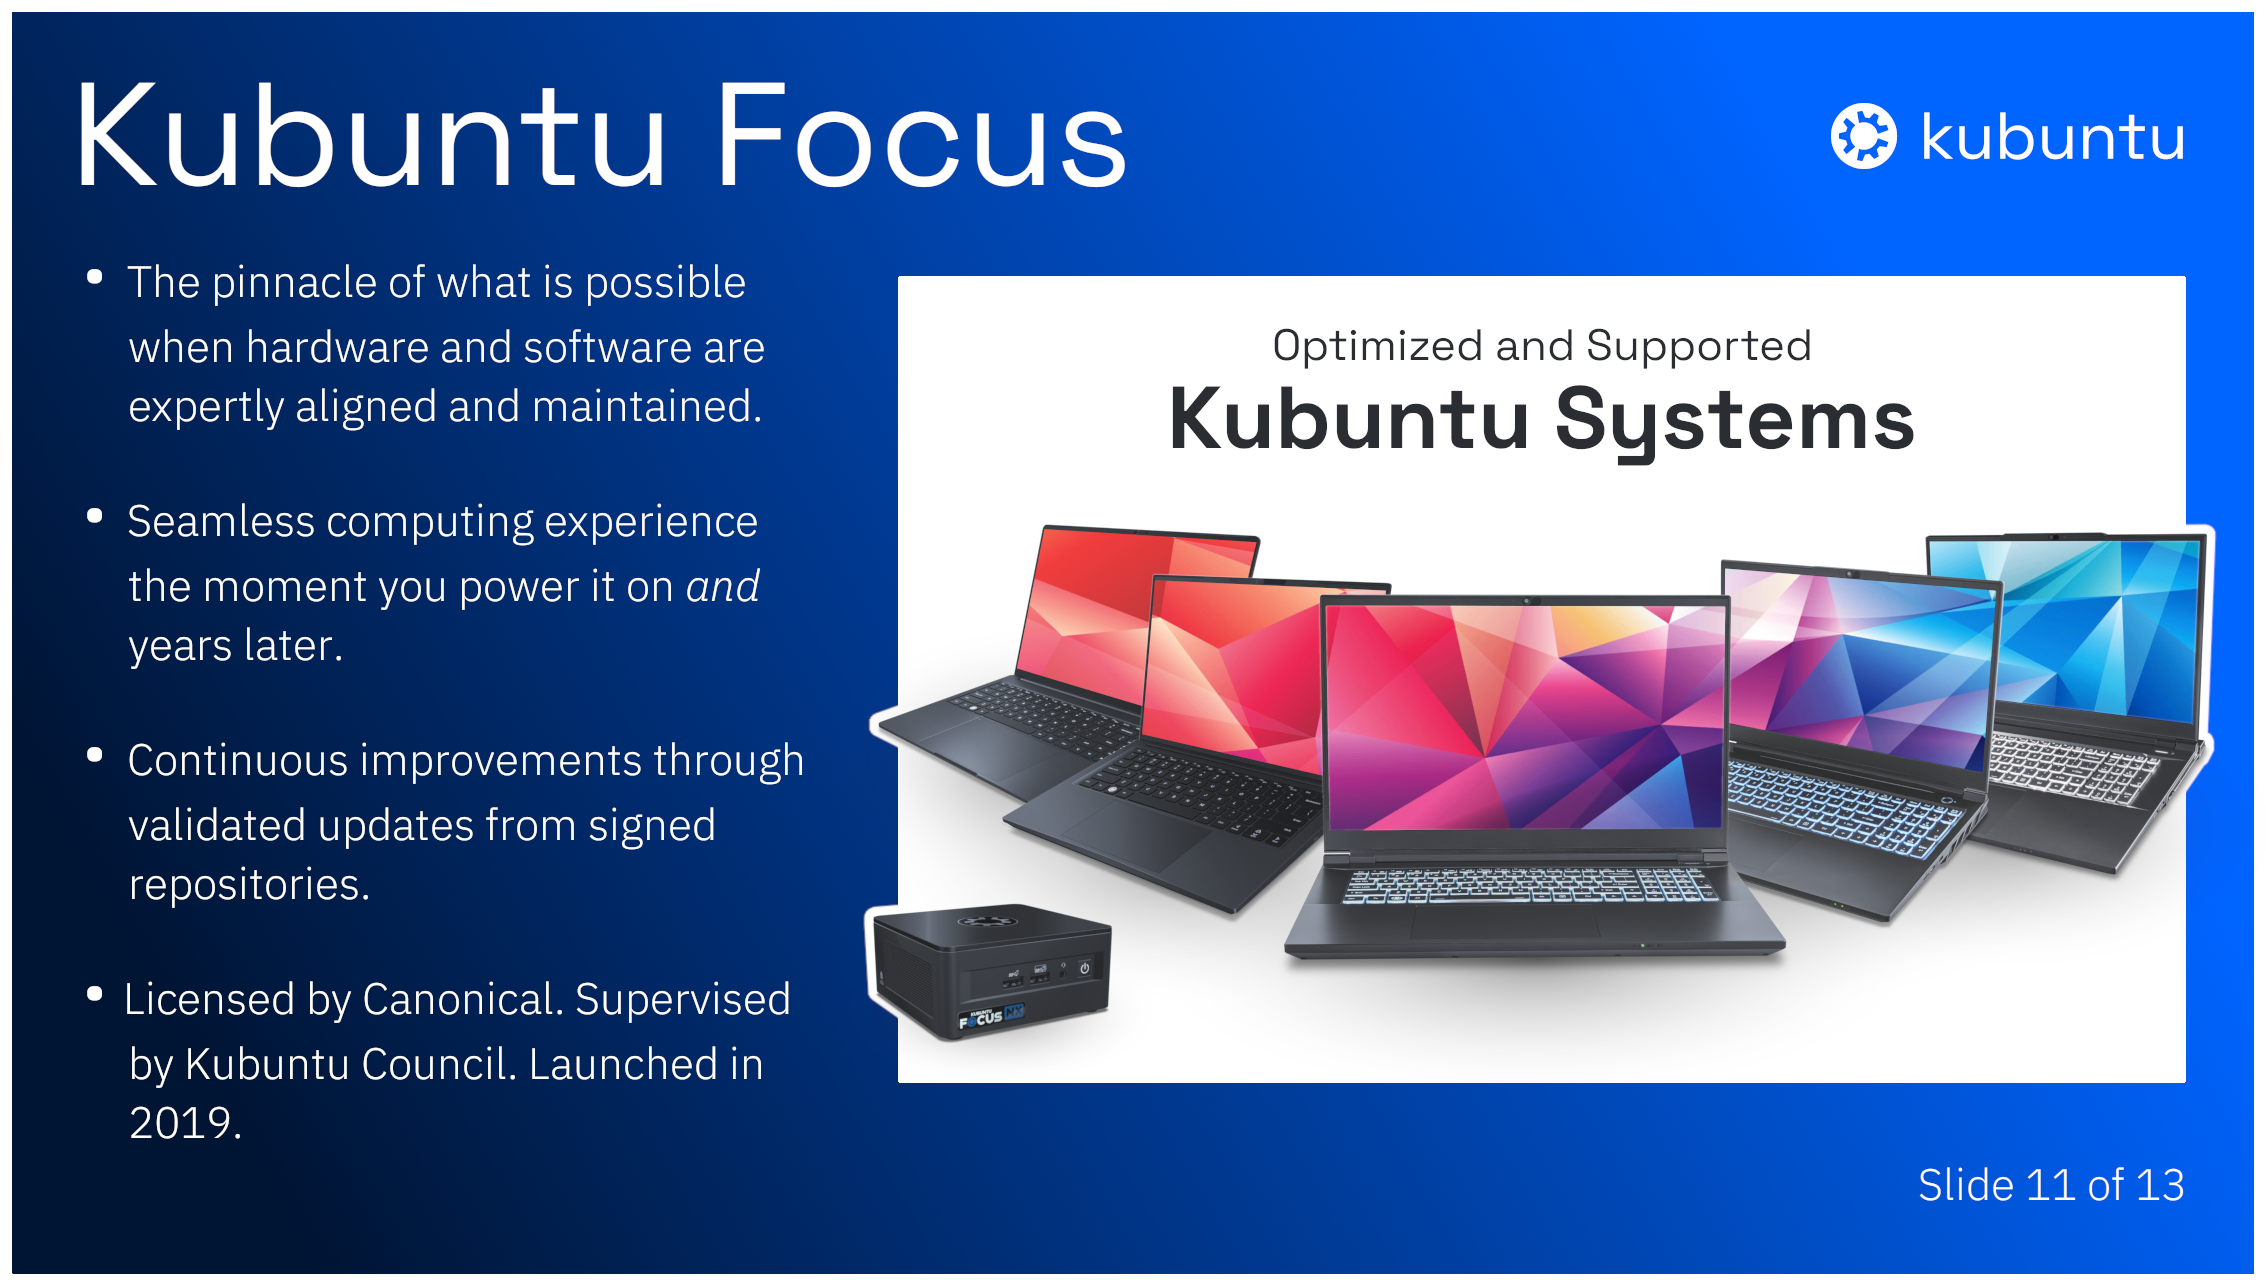 Kubuntu Focus
kubuntu
• The pinnacle of what is possible
when hardware and software are
expertly aligned and maintained.
• Seamless computing experience
the moment you power it on and
years later.
• Continuous improvements through
validated updates from signed
repositories.
• Licensed by Canonical. Supervised
by Kubuntu Council. Launched in
2019.
Optimized and Supported
Kubuntu Systems
KUBUNTU
FOCUS NX
Slide 11 of 13